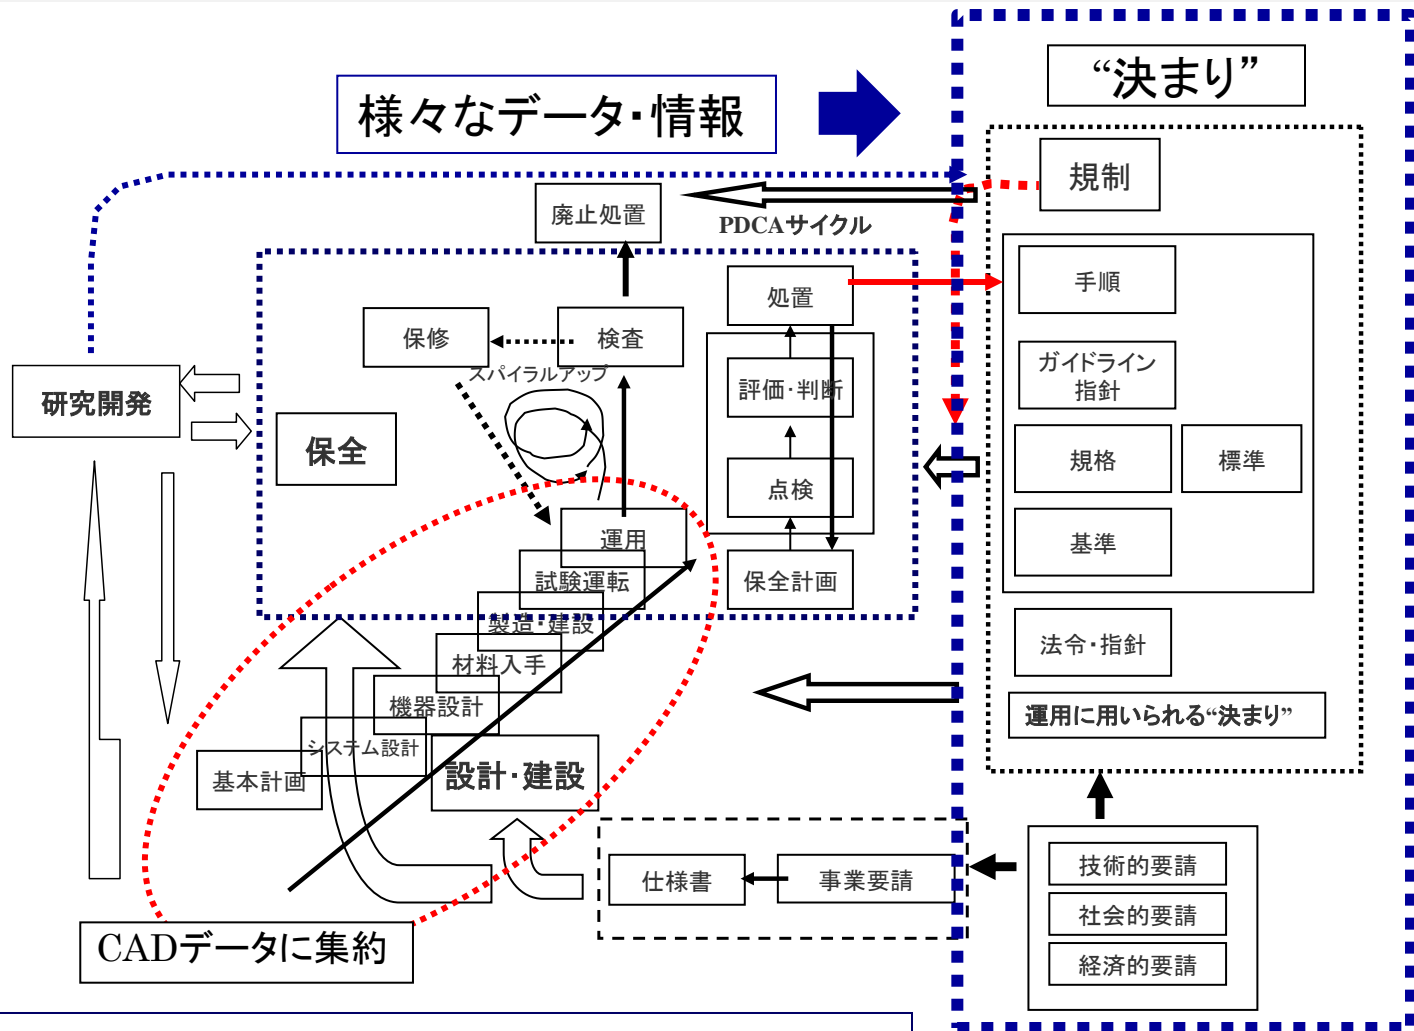 “決まり”
様々なデータ・情報
規制
廃止処置
PDCAサイクル
手順
処置
保修
検査
スパイラルアップ
ガイドライン
指針
評価・判断
研究開発
保全
規格
標準
点検
運用
基準
試験運転
保全計画
製造・建設
材料入手
法令・指針
機器設計
運用に用いられる“決まり”
システム設計
基本計画
設計・建設
仕様書
事業要請
技術的要請
社会的要請
経済的要請
CADデータに集約